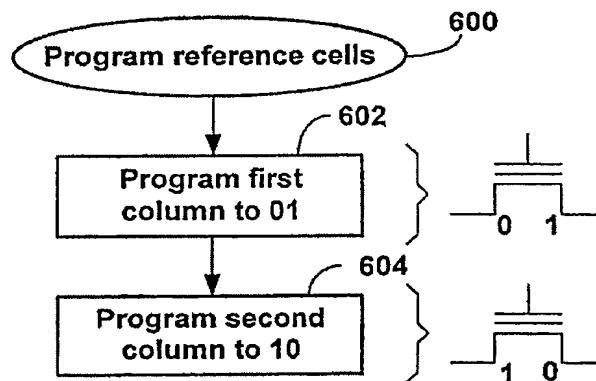 Program reference cells
600
602
Program first
column to 01
0 1
604
Program second
column to 10
1 0